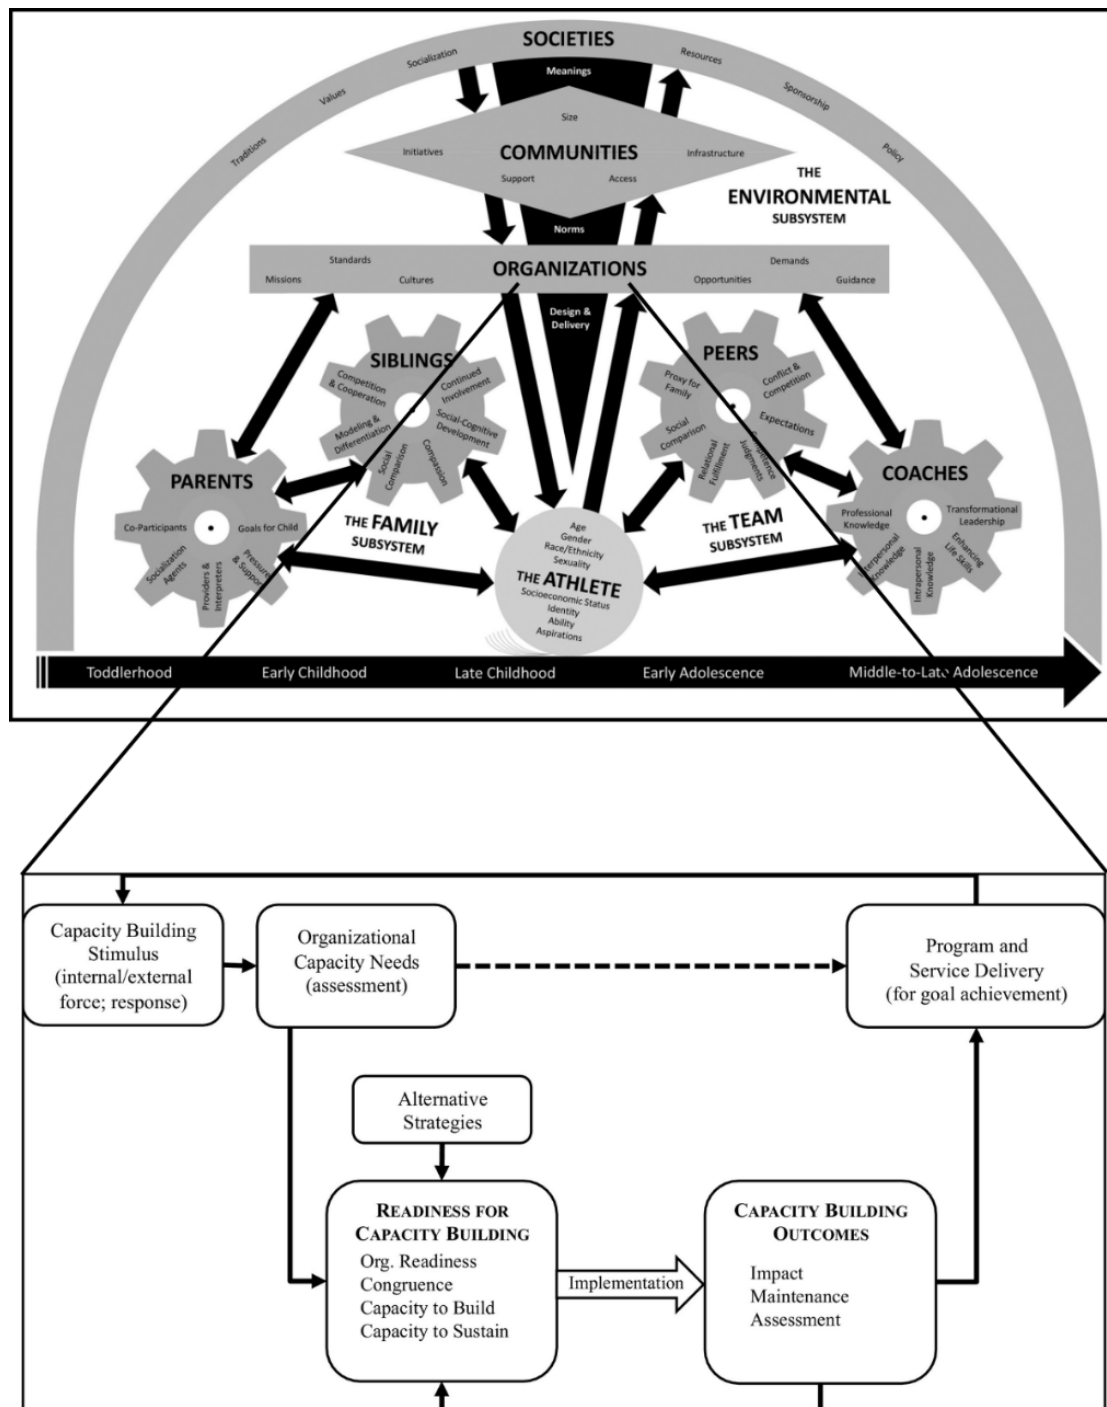 SOCIETIES
Traditions
Values
Socialization
Resources
Sponsorship
Policy
Meanings
Size
Initiatives
COMMUNITIES
Infrastructure
Support
Access
THE
ENVIRONMENTAL
SUBSYSTEM
Norms
Standards
Missions
Cultures
ORGANIZATIONS
Demands
Opportunities
Guidance
Design &
Delivery
SIBLINGS
Competition
& Cooperation
Continued
Involvement
Modeling &
Differentiation
Social-Cognitive
Development
Social
Comparison
Compassion
PEERS
Proxy for
Family
Conflict &
Competition
Social
Comparison
Expectations
Relational
Fulfillment
Competence
Judgments
PARENTS
Co-Participants
Goals for Child
Socialization
Agents
Providers &
Interpreters
Pressure
& Support
THE FAMILY
SUBSYSTEM
Age
Gender
Race/Ethnicity
Sexuality
THE ATHLETE
Socioeconomic Status
Identity
Ability
Aspirations
THE TEAM
SUBSYSTEM
COACHES
Professional
Knowledge
Transformational
Leadership
Interpersonal
Knowledge
Intrapersonal
Knowledge
Enhancing
Life Skills
Toddlerhood
Early Childhood
Late Childhood
Early Adolescence
Middle-to-Late Adolescence
Capacity Building
Stimulus
(internal/external
force; response)
Organizational
Capacity Needs
(assessment)
Program and
Service Delivery
(for goal achievement)
Alternative
Strategies
READINESS FOR
CAPACITY BUILDING
Org. Readiness
Congruence
Capacity to Build
Capacity to Sustain
Implementation
CAPACITY BUILDING
OUTCOMES
Impact
Maintenance
Assessment